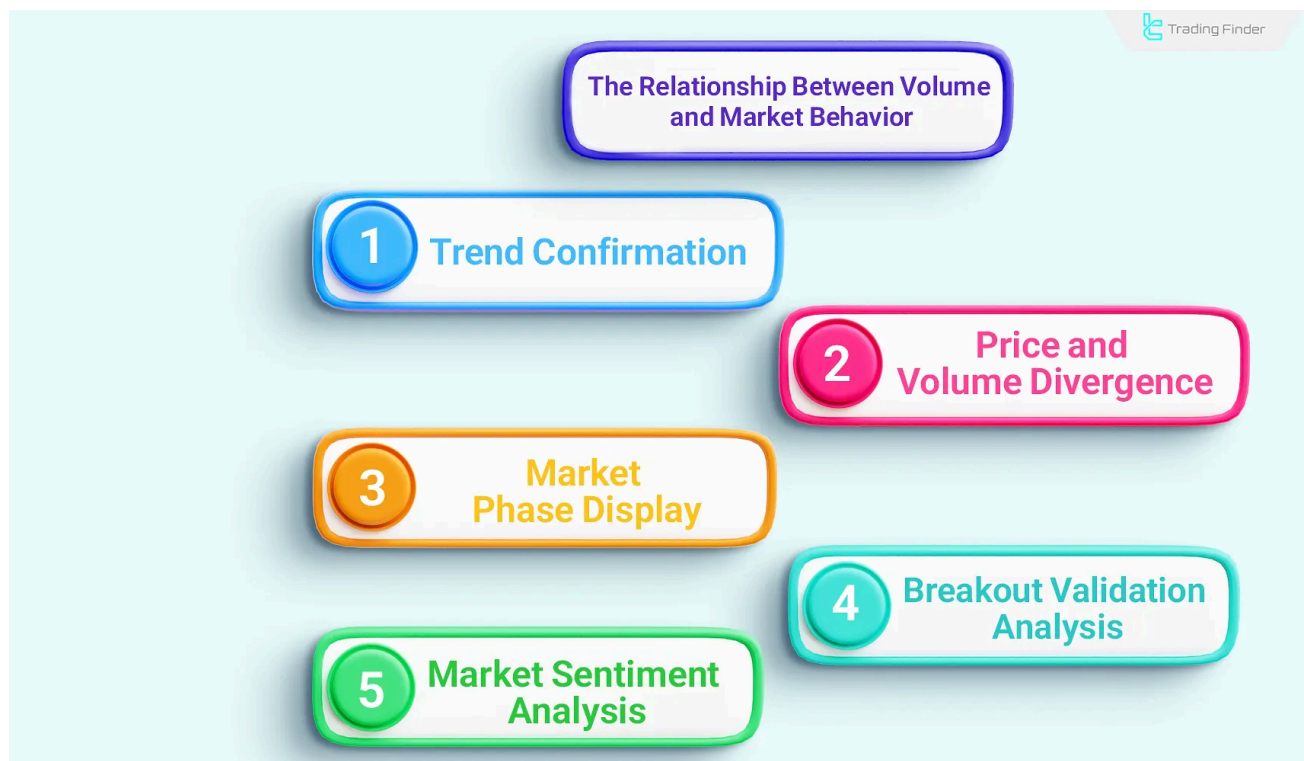 Trading Finder
The Relationship Between Volume
and Market Behavior
1
Trend Confirmation
2
Price and
Volume Divergence
3
Market
Phase Display
4
Breakout Validation
Analysis
5
Market Sentiment
Analysis